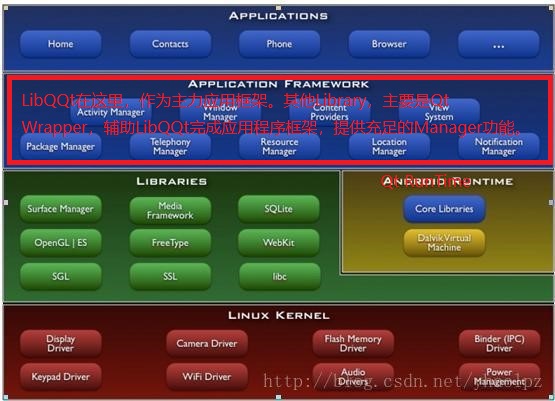 APPLICATIONS
Home Contacts Phone Browser ...
APPLICATION FRAMEWORK
LibQQt在这里，作为主力应用框架。其他Library，主要是Qt
Wrapper，辅助LibQQt完成应用程序框架，提供充足的Manager功能。
Activity Manager
Window
Manager
Content
Providers
View
System
Package Manager
Telephony
Manager
Resource
Manager
Location
Manager
Notification
Manager
LIBRARIES
Surface Manager
Media
Framework
SQLite
OpenGL | ES FreeType WebKit
SGL SSL libc
ANDROID RUNTIME
Qt RunTime
Core Libraries
Dalvik Virtual
Machine
LINUX KERNEL
Display
Driver
Camera Driver
Flash Memory
Driver
Binder (IPC)
Driver
Keypad Driver
WiFi Driver
Audio
Drivers
Power
Management